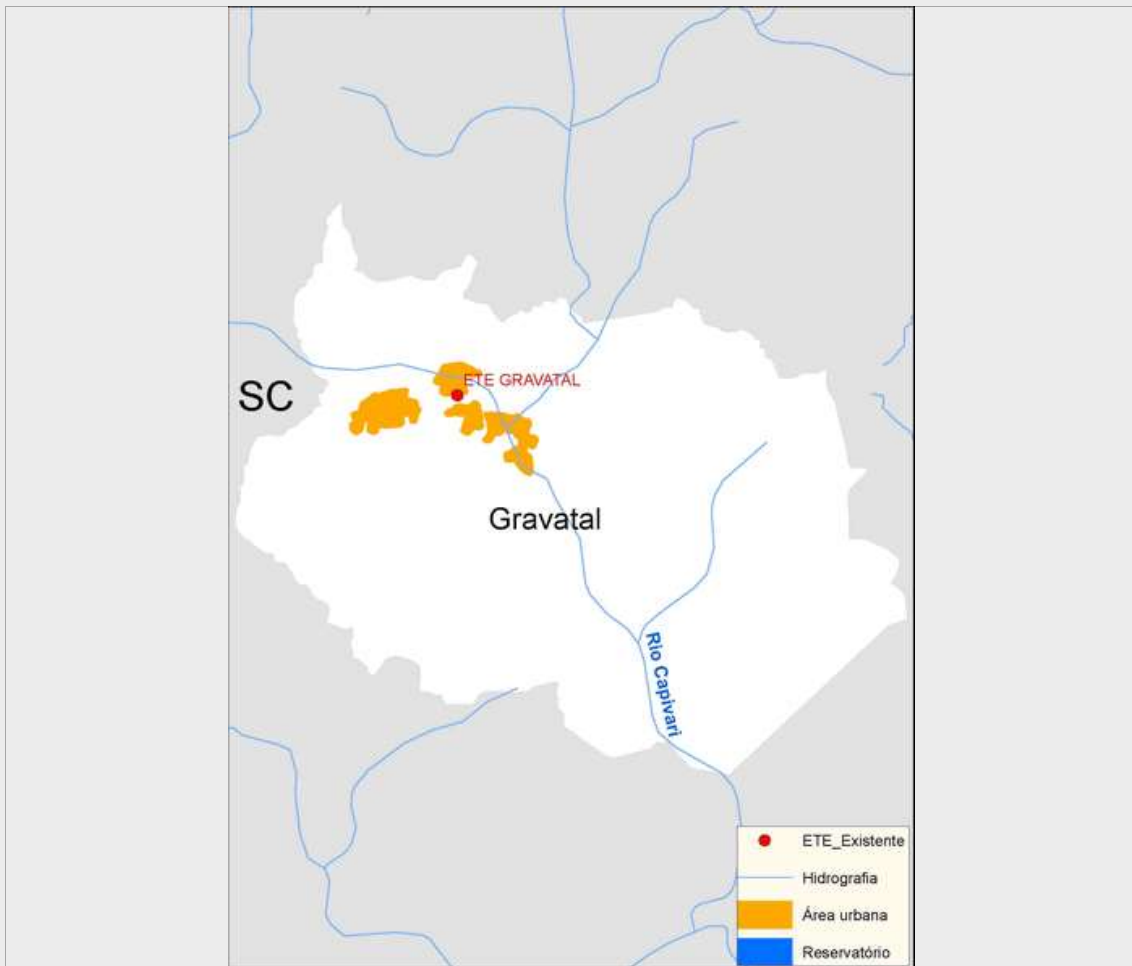 ETE GRAVATAL
SC
Gravatal
Rio Capivari
ETE_Existente
Hidrografia
Área urbana
Reservatório